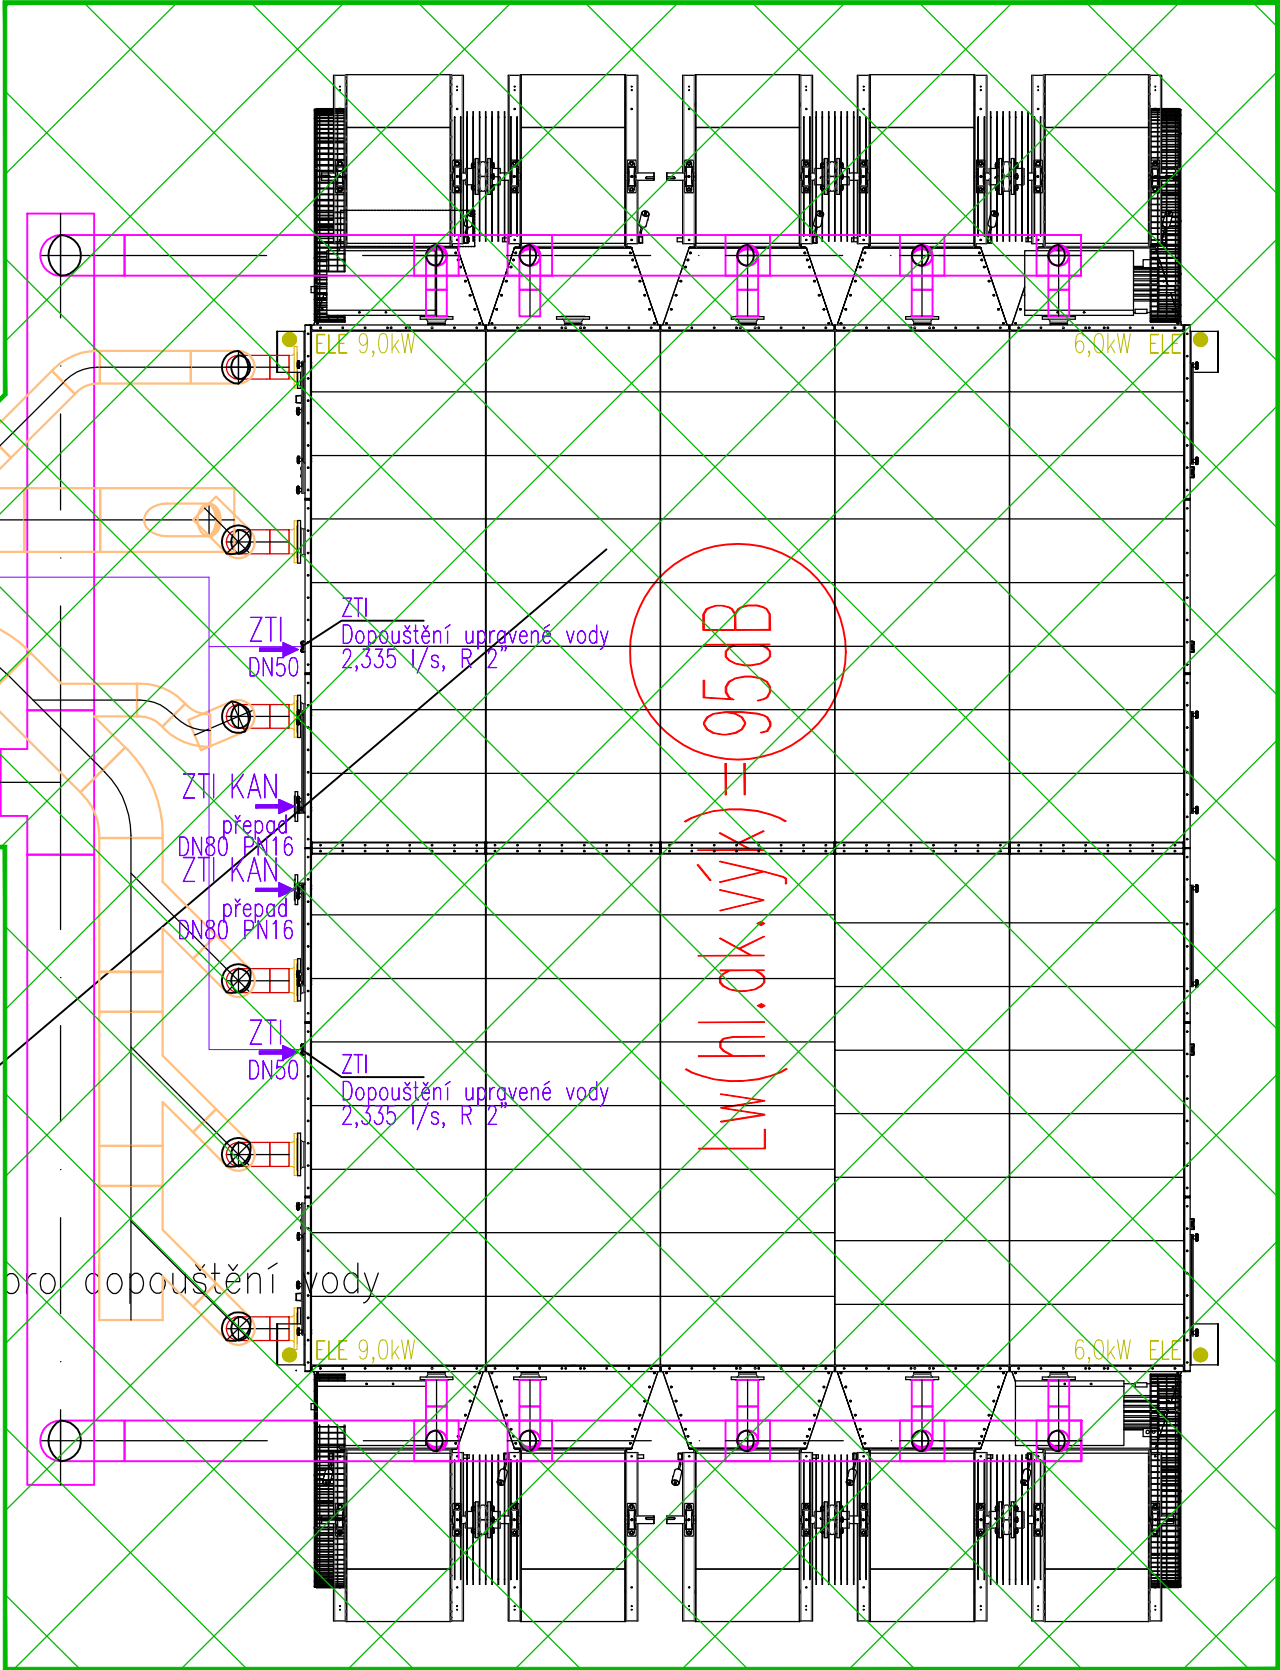 ELE 9,0kW
6,0kW ELE
ZTI
DN50
ZTI
Dopouštění upravené vody
2,335 l/s, R 2"
Lw(hl.ak.výk)=95dB
ZTI KAN
přepad
DN80 PN16
ZTI KAN
přepad
DN80 PN16
ZTI
DN50
ZTI
Dopouštění upravené vody
2,335 l/s, R 2"
pro dopouštění vody
ELE 9,0kW
6,0kW ELE